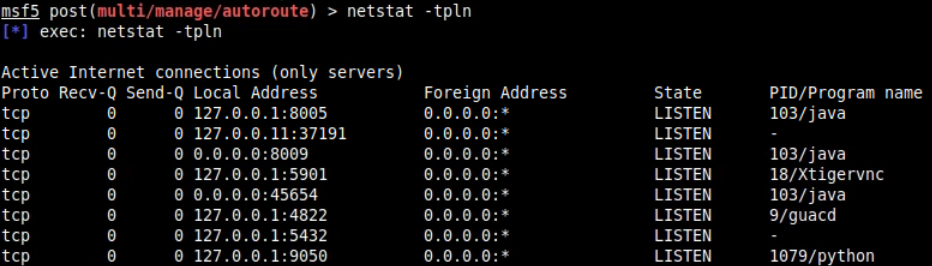 msf5 post(multi/manage/autoroute) > netstat -tpln
[*] exec: netstat -tpln

Active Internet connections (only servers)
Proto Recv-Q Send-Q Local Address           Foreign Address         State       PID/Program name
tcp        0      0 127.0.0.1:8005          0.0.0.0:*               LISTEN      103/java
tcp        0      0 127.0.0.11:37191        0.0.0.0:*               LISTEN      -
tcp        0      0 0.0.0.0:8009            0.0.0.0:*               LISTEN      103/java
tcp        0      0 127.0.0.1:5901          0.0.0.0:*               LISTEN      18/Xtigervnc
tcp        0      0 0.0.0.0:45654           0.0.0.0:*               LISTEN      103/java
tcp        0      0 127.0.0.1:4822          0.0.0.0:*               LISTEN      9/guacd
tcp        0      0 127.0.0.1:5432          0.0.0.0:*               LISTEN      -
tcp        0      0 127.0.0.1:9050          0.0.0.0:*               LISTEN      1079/python